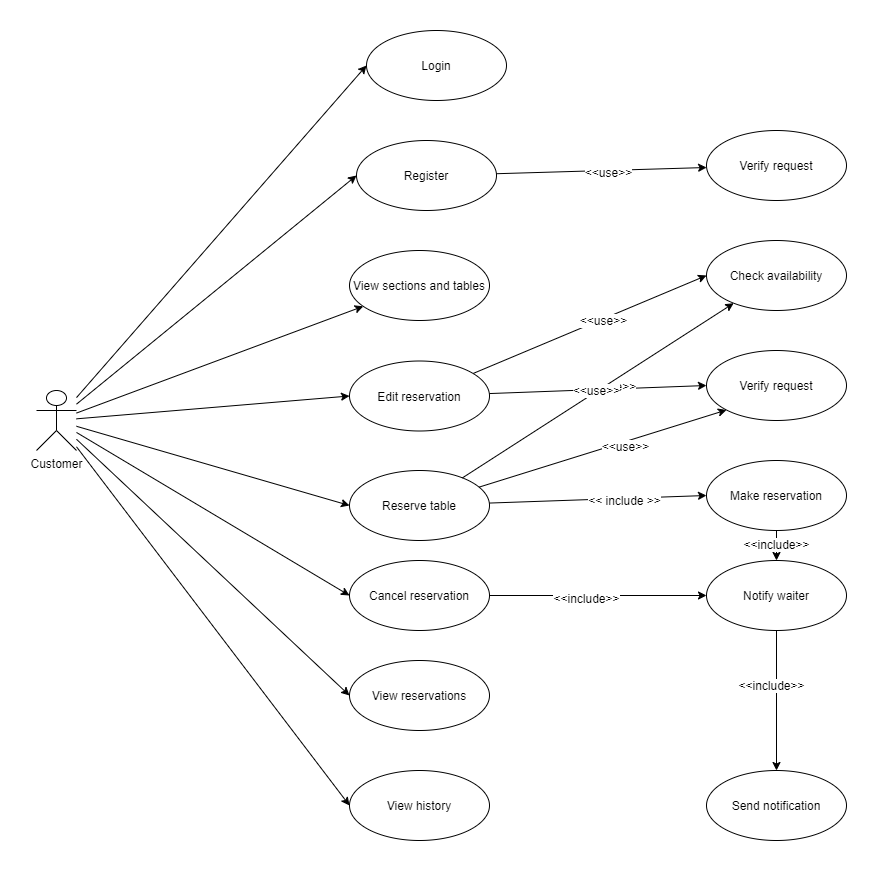 Login
Register
<<use>>
Verify request
View sections and tables
Check availability
<<use>>
Edit reservation
<<use>>
Verify request
Customer
<<use>>
Reserve table
<< include >>
Make reservation
<<include>>
Cancel reservation
<<include>>
Notify waiter
View reservations
<<include>>
View history
Send notification